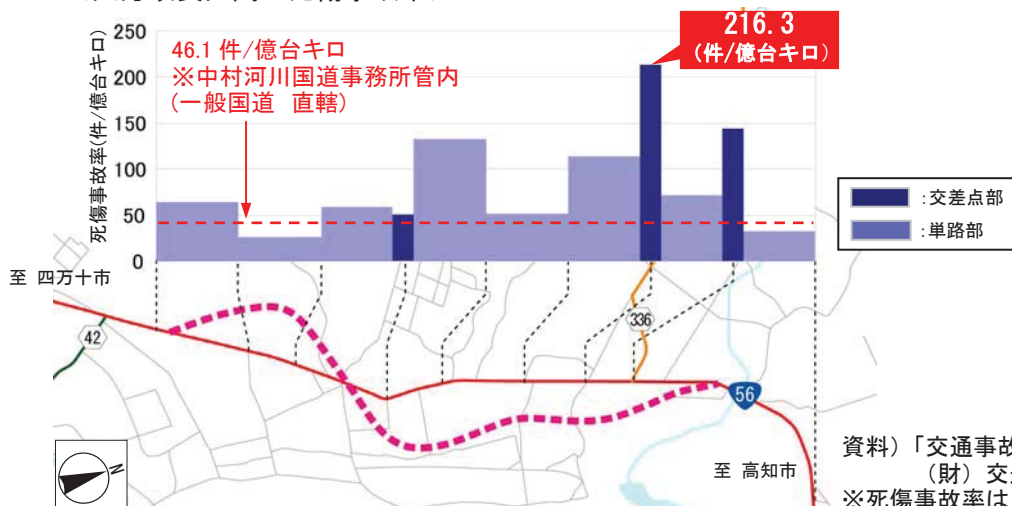 250
200
150
100
50
0
死傷事故率(件/億台キロ)
46.1 件/億台キロ
※中村河川国道事務所管内
(一般国道 直轄)
216.3
(件/億台キロ)
:交差点部
:単路部
至 四万十市
42
336
56
至 高知市
N
資料）「交通事故
（財）交
※死傷事故率は